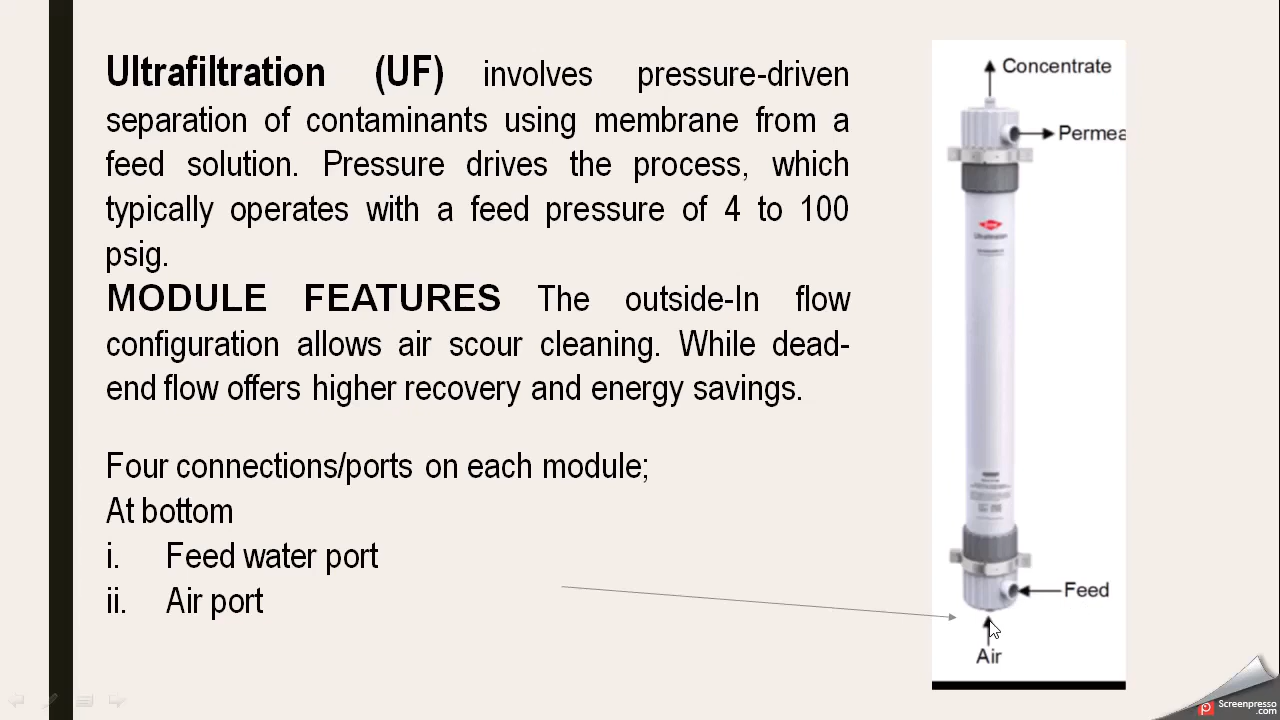 Ultrafiltration (UF) involves pressure-driven
separation of contaminants using membrane from a
feed solution. Pressure drives the process, which
typically operates with a feed pressure of 4 to 100
psig.
MODULE FEATURES The outside-In flow
configuration allows air scour cleaning. While dead-
end flow offers higher recovery and energy savings.
Four connections/ports on each module;
At bottom
i. Feed water port
ii. Air port
Concentrate
Permea
Feed
Air
Screenpresso
.com